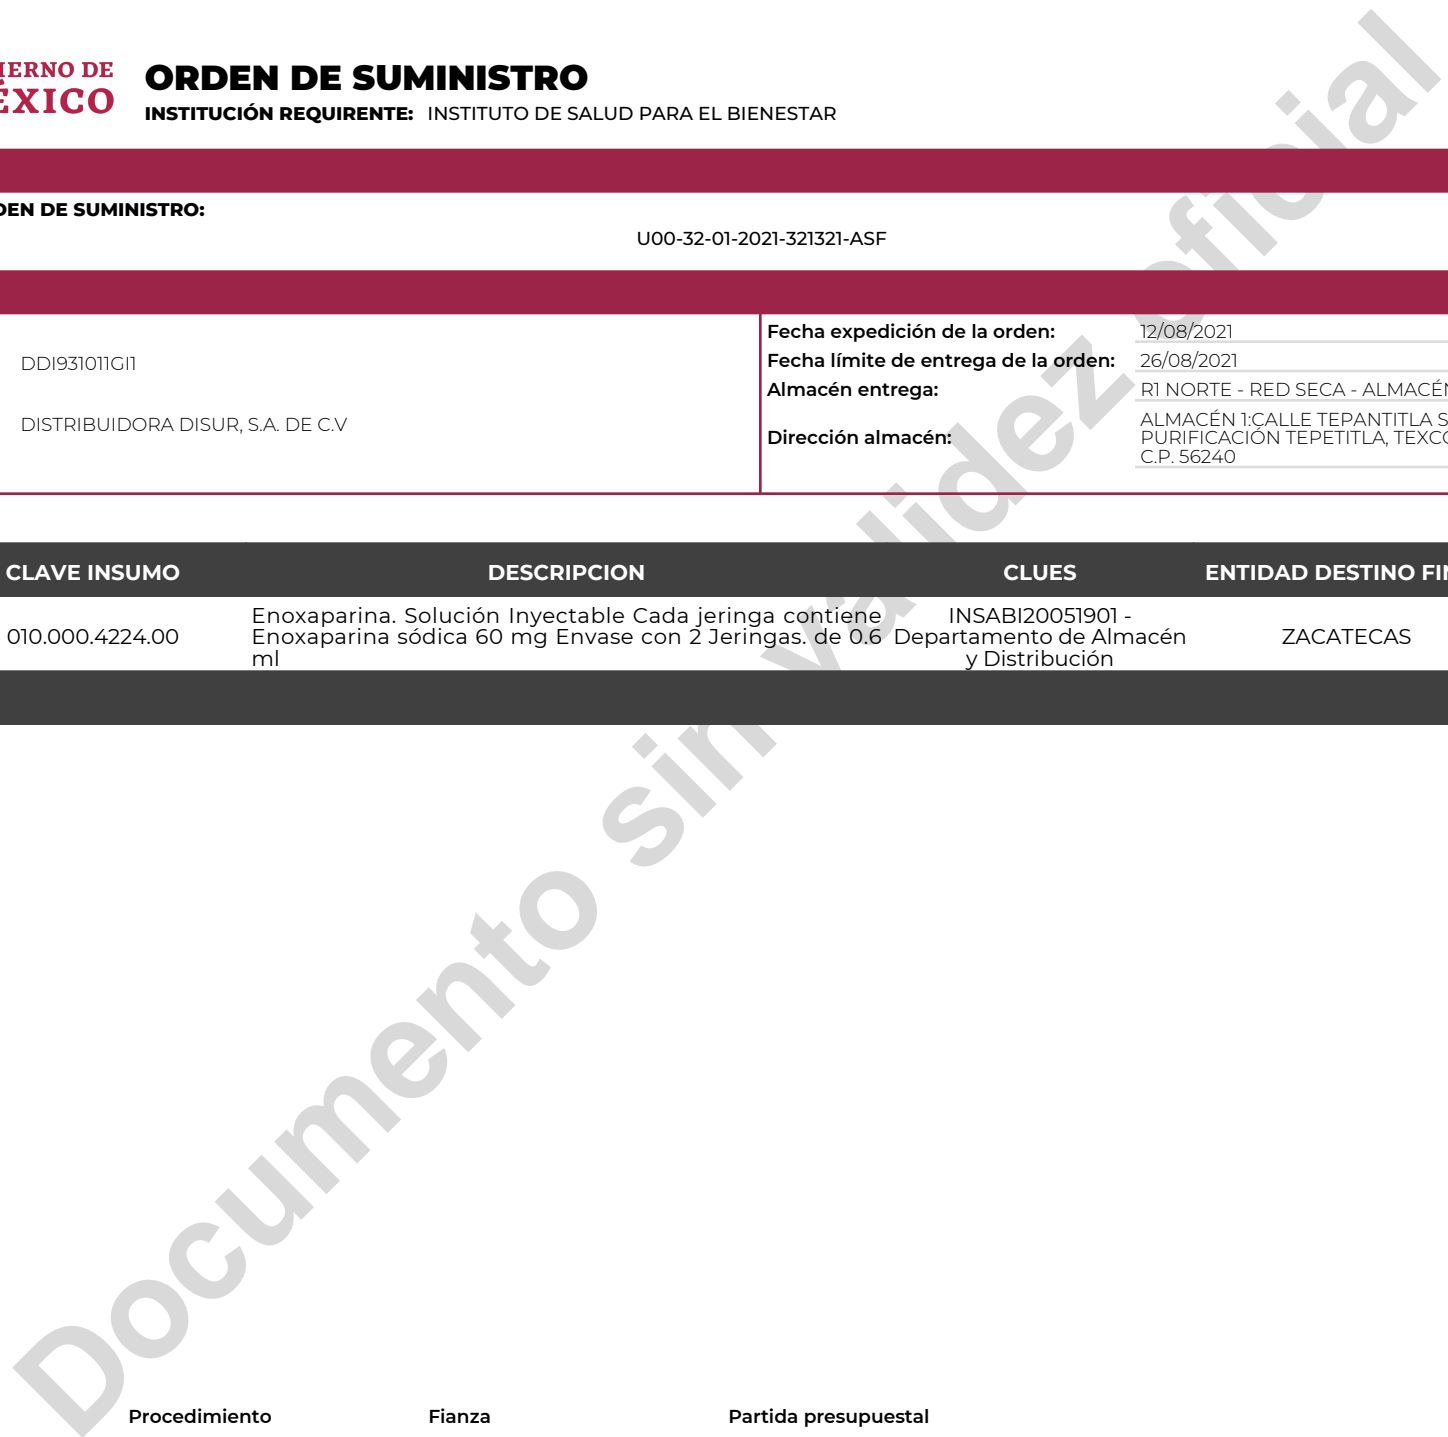 IERNO DE
ÉXICO
ORDEN DE SUMINISTRO
INSTITUCIÓN REQUIRENTE: INSTITUTO DE SALUD PARA EL BIENESTAR
DEN DE SUMINISTRO:
U00-32-01-2021-321321-ASF
DDI931011GI1
DISTRIBUIDORA DISUR, S.A. DE C.V
Fecha expedición de la orden: 12/08/2021
Fecha límite de entrega de la orden: 26/08/2021
Almacén entrega: R1 NORTE - RED SECA - ALMACÉN
Dirección almacén:
ALMACÉN 1:CALLE TEPANTITLA S
PURIFICACIÓN TEPETITLA, TEXCO
C.P. 56240
CLAVE INSUMO DESCRIPCION CLUES ENTIDAD DESTINO FIN
010.000.4224.00
Enoxaparina. Solución Inyectable Cada jeringa contiene
Enoxaparina sódica 60 mg Envase con 2 Jeringas. de 0.6
ml
INSABI20051901 -
Departamento de Almacén
y Distribución
ZACATECAS
Documento sin validez oficial
Procedimiento Fianza Partida presupuestal